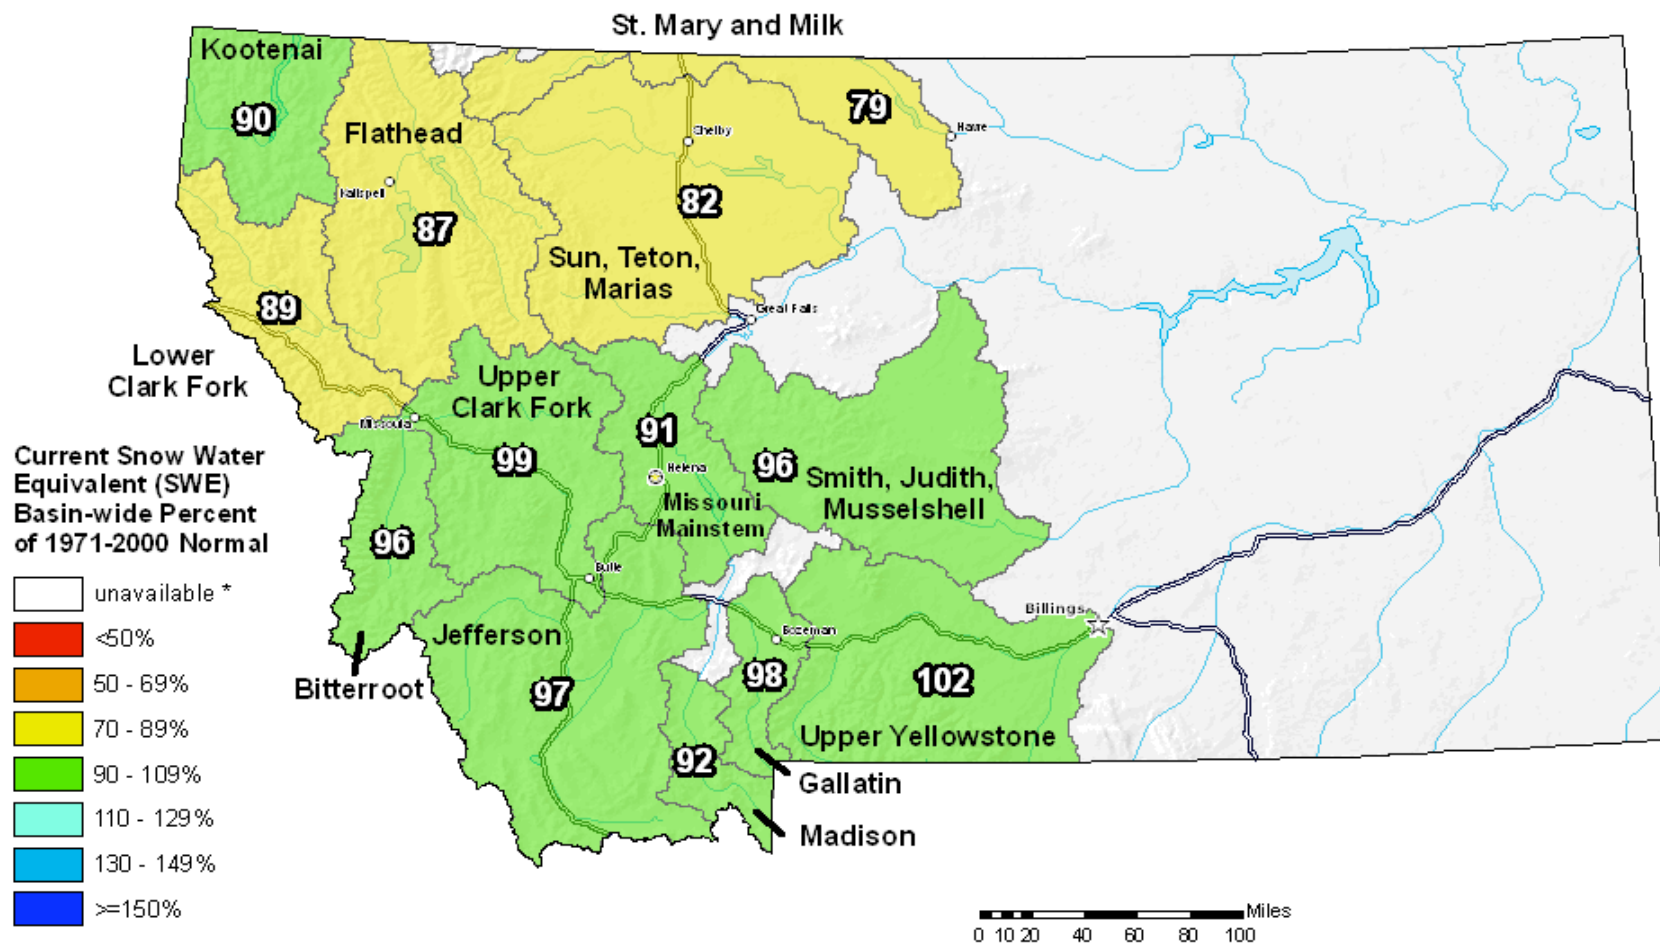 St. Mary and Milk
Kootenai
90
79
Havre
Flathead
Shelby
Kalispell
82
87
Sun, Teton,
Marias
89
Great Falls
Lower
Clark Fork
Upper
Clark Fork
Missoula
91
99
96
Helena
Smith, Judith,
Musselshell
Missouri
Mainstem
Current Snow Water
Equivalent (SWE)
Basin-wide Percent
of 1971-2000 Normal
96
Butte
unavailable *
<50%
50 - 69%
70 - 89%
90 - 109%
110 - 129%
130 - 149%
>=150%
Billings
Jefferson
Bozeman
Bitterroot
97
98
102
Upper Yellowstone
92
Gallatin
Madison
Miles
0 10 20 40 60 80 100